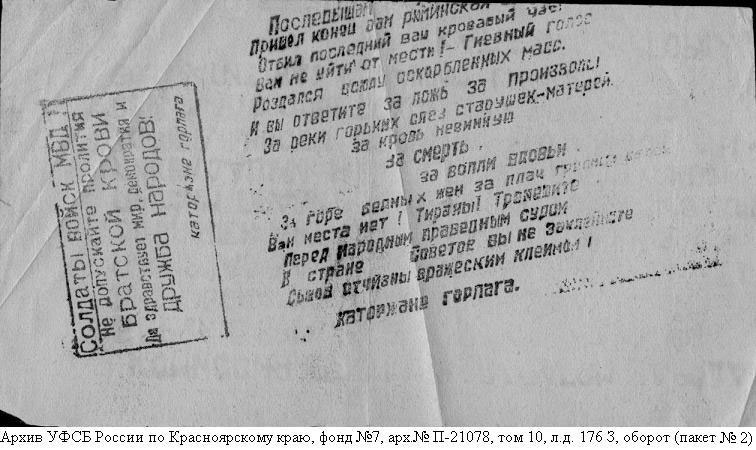 Солдаты войск МВД!
не допускайте пролития
братской крови
Да здравствует мир, демократия и
дружба народов!
каторжане горлага
Последышам
Пришел конец вам
Отбил последний ваш кровавый час!
Вам не уйти от мести! - Гневный голос
Роздался всюду оскорбленных масс.
И вы ответите за ложь за произволы
За реки горьких слез старушек-матерей.
за кровь невинную
за смерть.
за вопли вдовьи
За горе бедных жен за плач
Вам места нет! Тираны! Трепещите
Перед Народным праведным судом
В стране Советов вы не заклеймите
Сынов отчизны вражеским клеймом!
каторжане горлага.
Архив УФСБ России по Красноярскому краю, фонд №7, арх.№ П-21078, том 10, л.д. 176 3, оборот (пакет № 2)